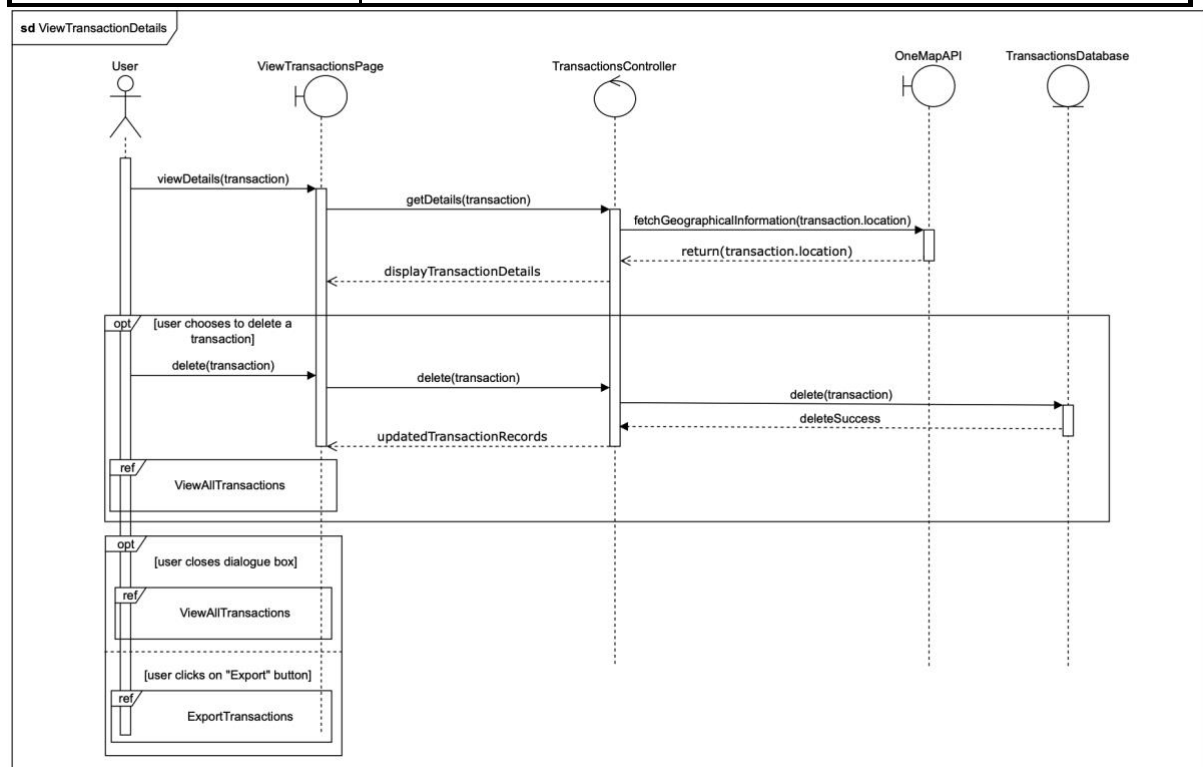 sd ViewTransactionDetails
User
ViewTransactionsPage
TransactionsController
OneMapAPI
TransactionsDatabase
viewDetails(transaction)
getDetails(transaction)
fetchGeographicalInformation(transaction.location)
return(transaction.location)
displayTransactionDetails
opt
[user chooses to delete a
transaction]
delete(transaction)
delete(transaction)
delete(transaction)
deleteSuccess
updatedTransactionRecords
ref
ViewAllTransactions
opt
[user closes dialogue box]
ref
ViewAllTransactions
[user clicks on "Export" button]
ref
ExportTransactions